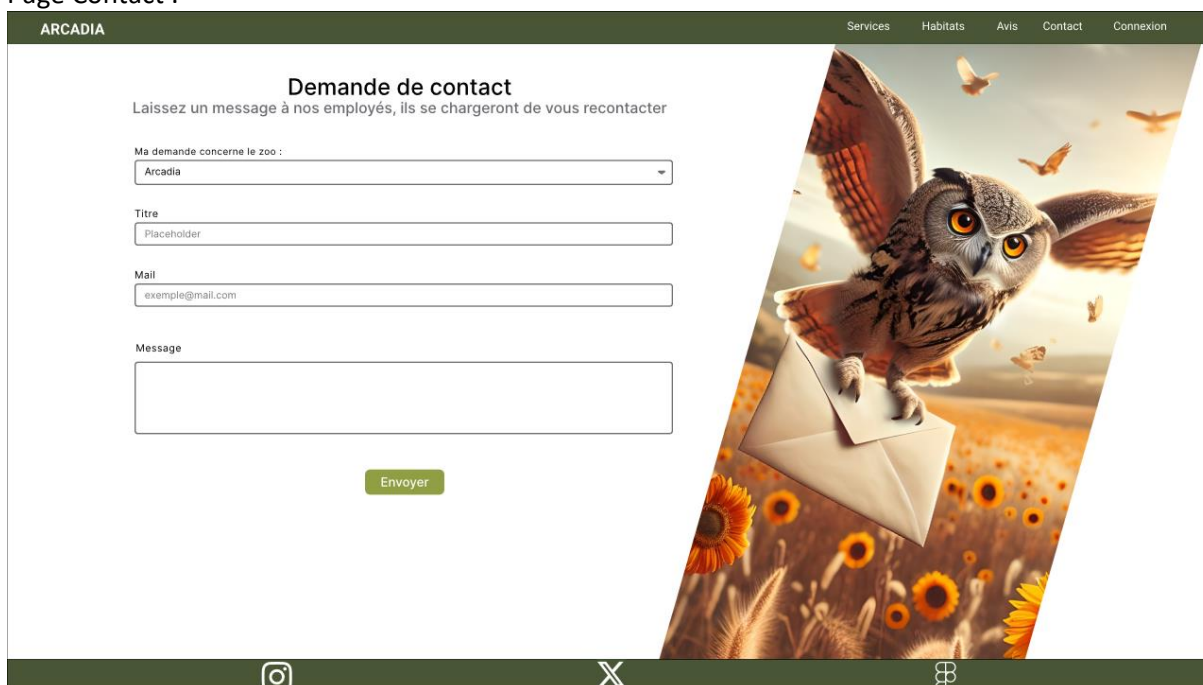 Page Contact :
ARCADIA Services Habitats Avis Contact Connexion
Demande de contact
Laissez un message à nos employés, ils se chargeront de vous recontacter
Ma demande concerne le zoo :
Arcadia
Titre
Placeholder
Mail
exemple@mail.com
Message
Envoyer